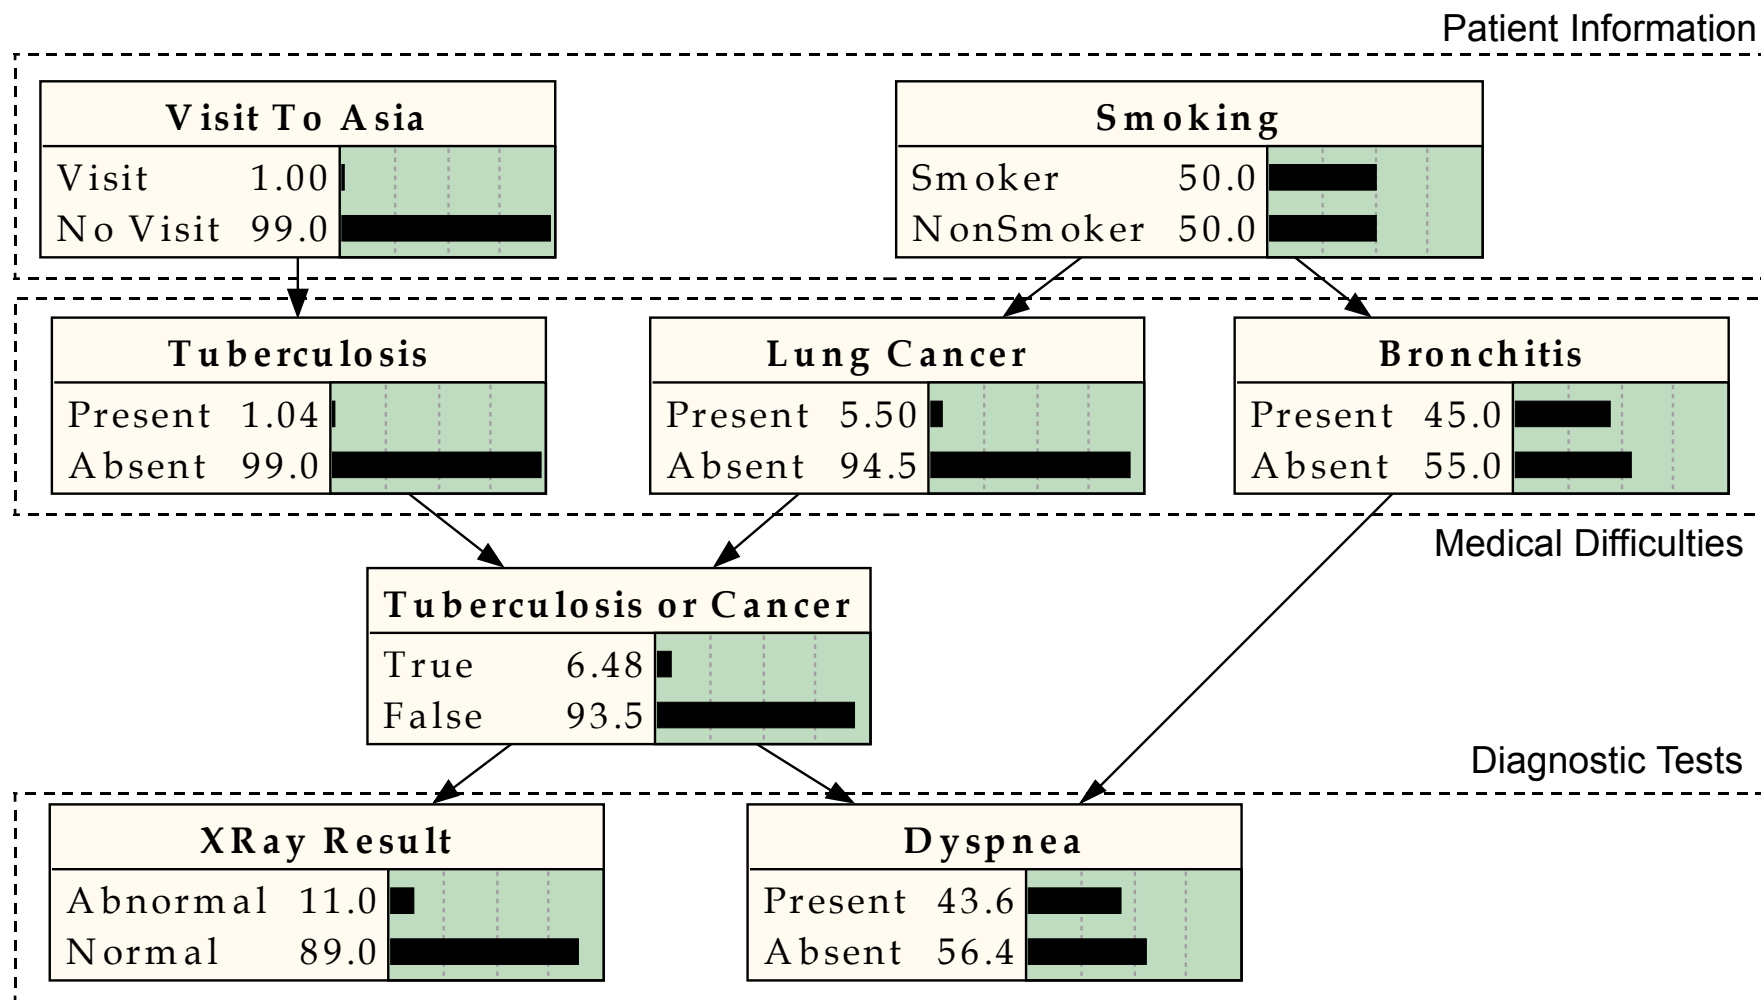 Patient Information
Visit To Asia
Visit 1.00
No Visit 99.0
Smoking
Smoker 50.0
NonSmoker 50.0
Tuberculosis
Present 1.04
Absent 99.0
Lung Cancer
Present 5.50
Absent 94.5
Bronchitis
Present 45.0
Absent 55.0
Medical Difficulties
Tuberculosis or Cancer
True 6.48
False 93.5
Diagnostic Tests
XRay Result
Abnormal 11.0
Normal 89.0
Dyspnea
Present 43.6
Absent 56.4